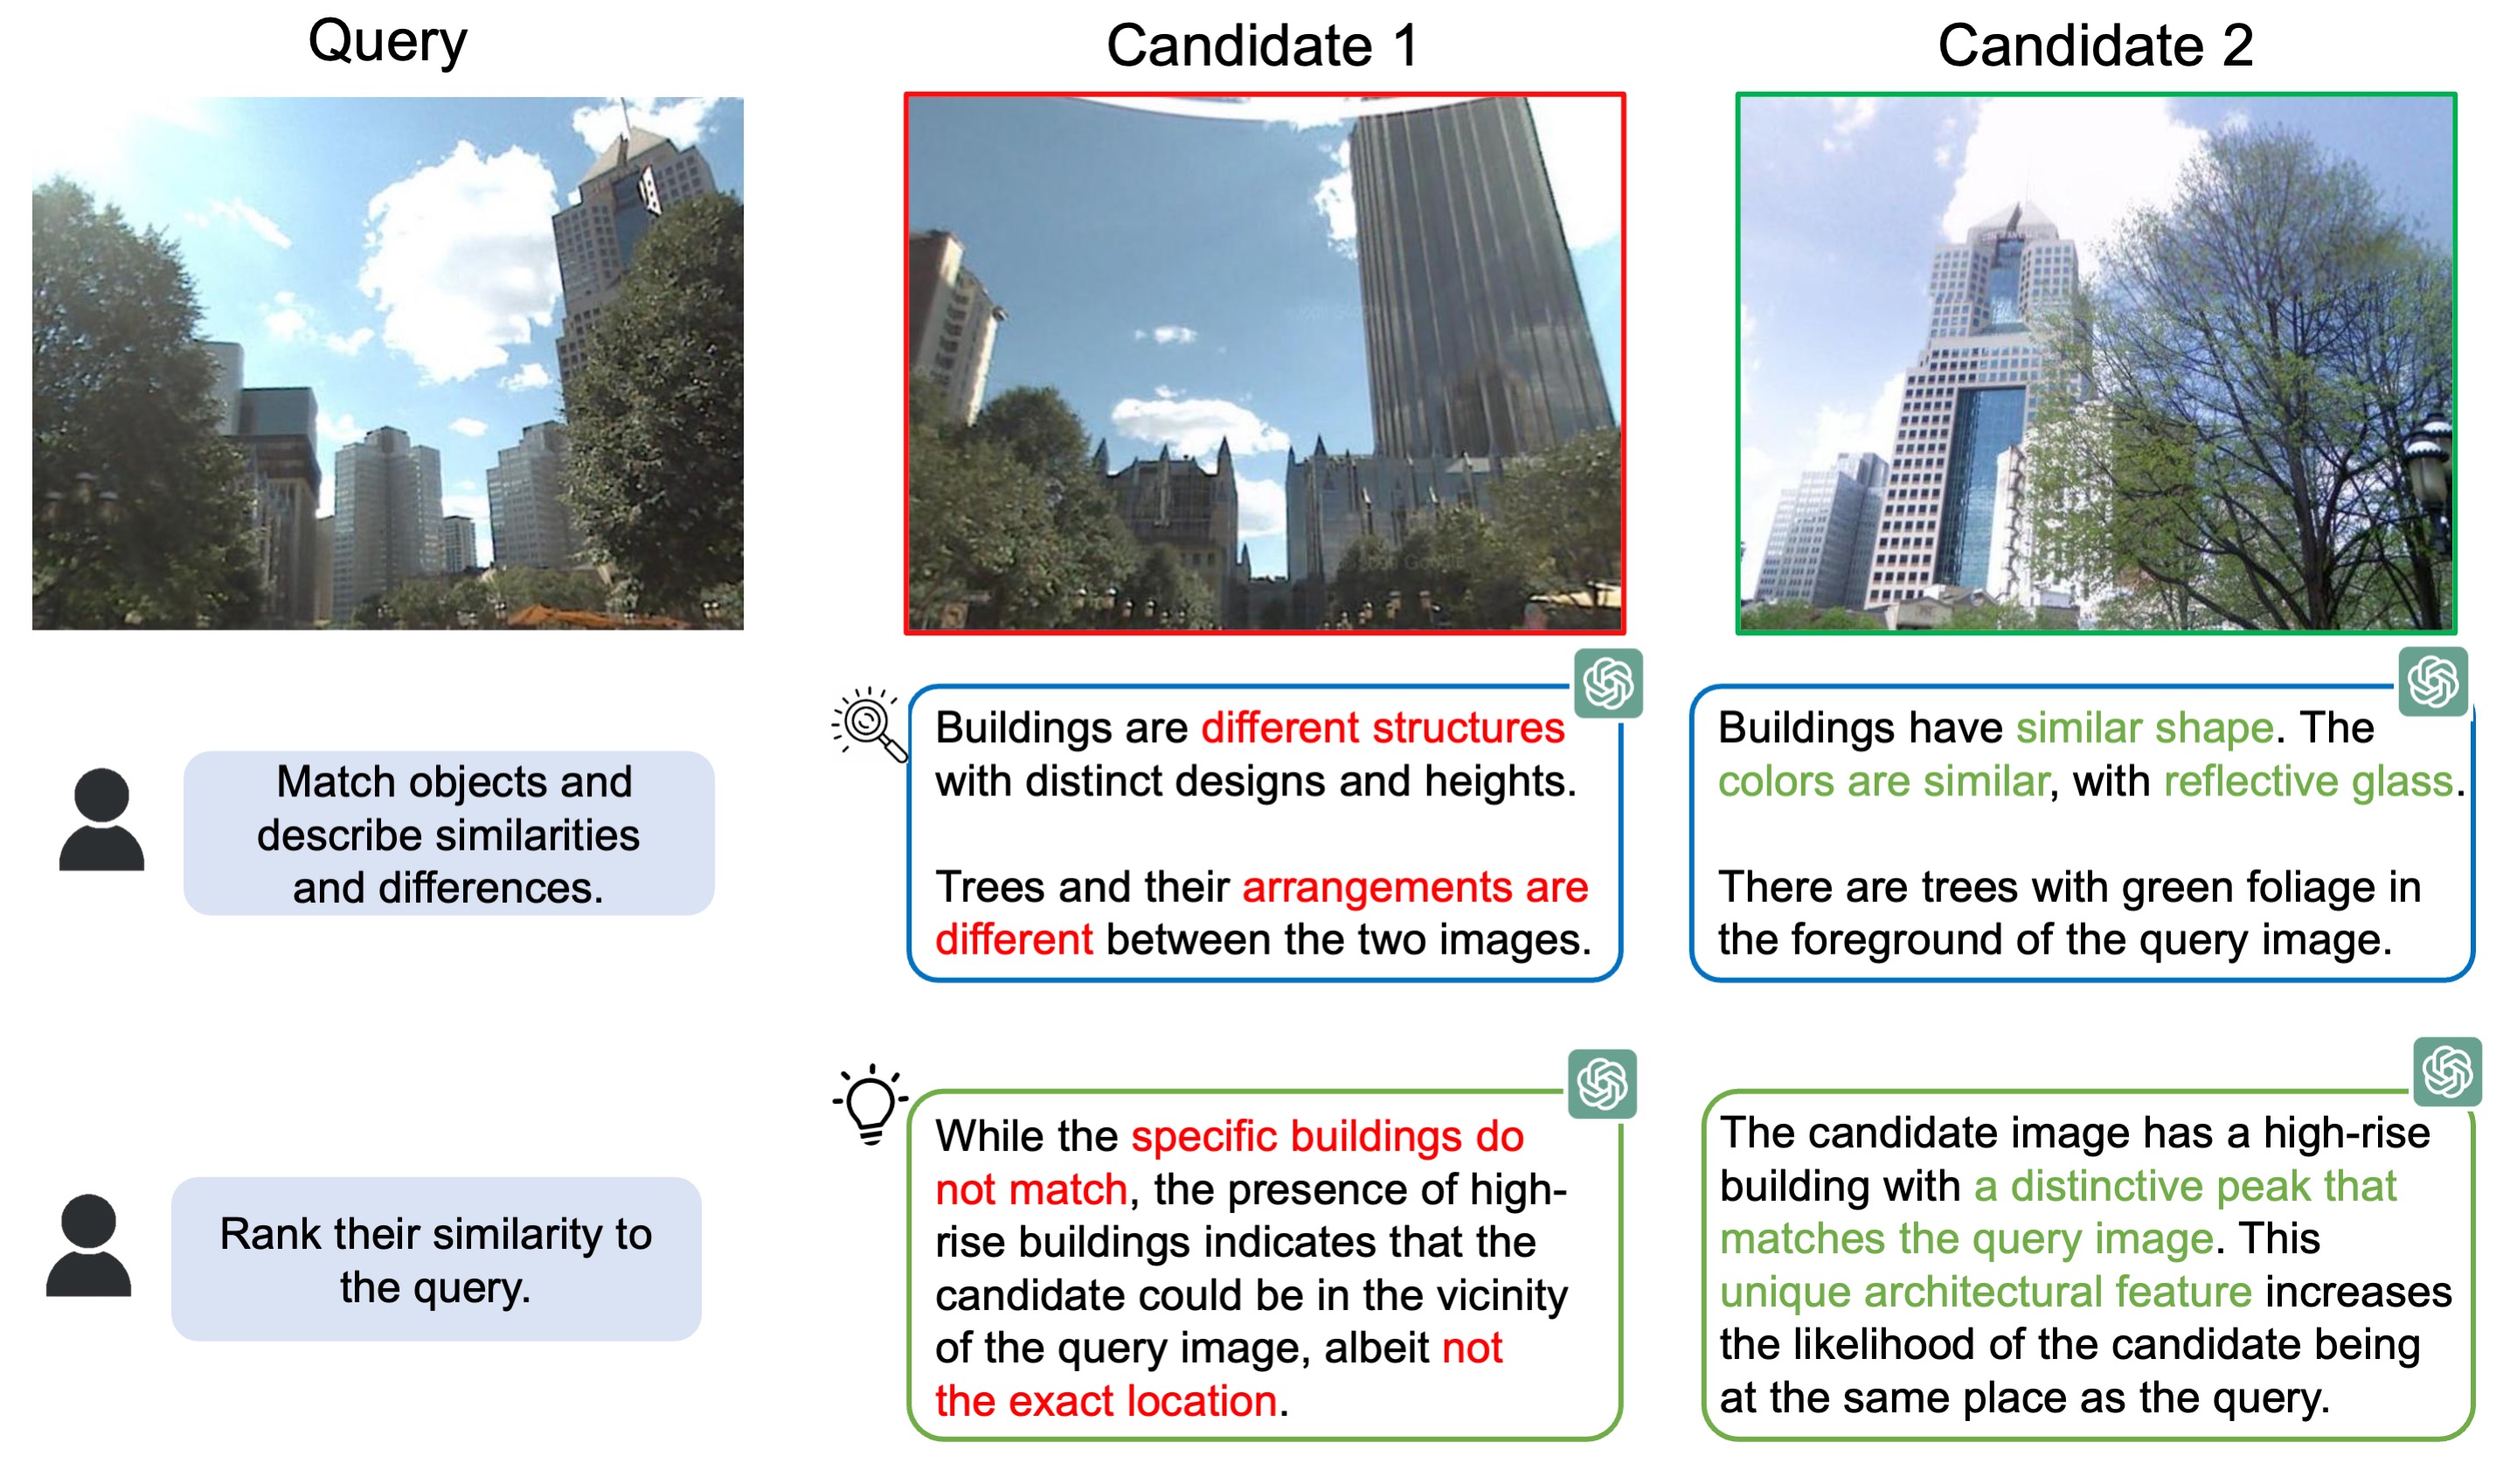 Query
Candidate 1
Candidate 2
Match objects and
describe similarities
and differences.
Buildings are different structures
with distinct designs and heights.
Trees and their arrangements are
different between the two images.
Buildings have similar shape. The
colors are similar, with reflective glass.
There are trees with green foliage in
the foreground of the query image.
Rank their similarity to
the query.
While the specific buildings do
not match, the presence of high-
rise buildings indicates that the
candidate could be in the vicinity
of the query image, albeit not
the exact location.
The candidate image has a high-rise
building with a distinctive peak that
matches the query image. This
unique architectural feature increases
the likelihood of the candidate being
at the same place as the query.